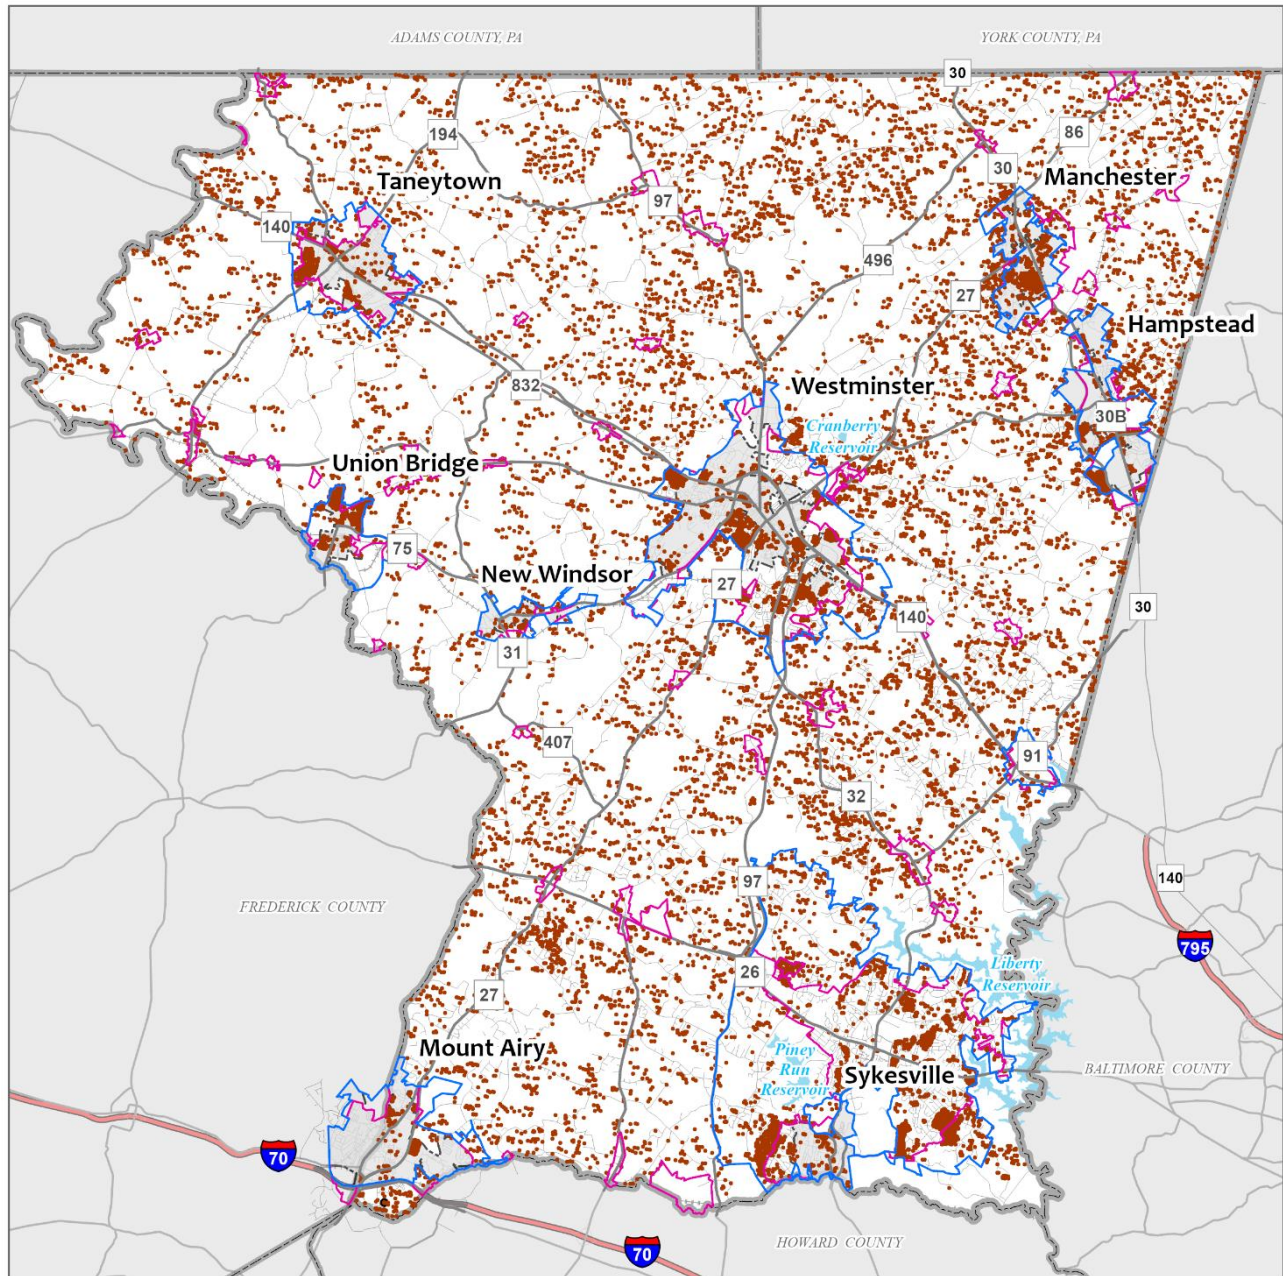 ADAMS COUNTY, PA
YORK COUNTY, PA
30
194
86
30
Taneytown
Manchester
97
140
496
27
Hampstead
832
Westminster
30B
Cranberry
Reservoir
Union Bridge
75
New Windsor
27
30
140
31
407
91
32
97
140
FREDERICK COUNTY
795
26
Liberty
Reservoir
27
Mount Airy
Piney
Run
Reservoir
Sykesville
BALTIMORE COUNTY
70
70
HOWARD COUNTY